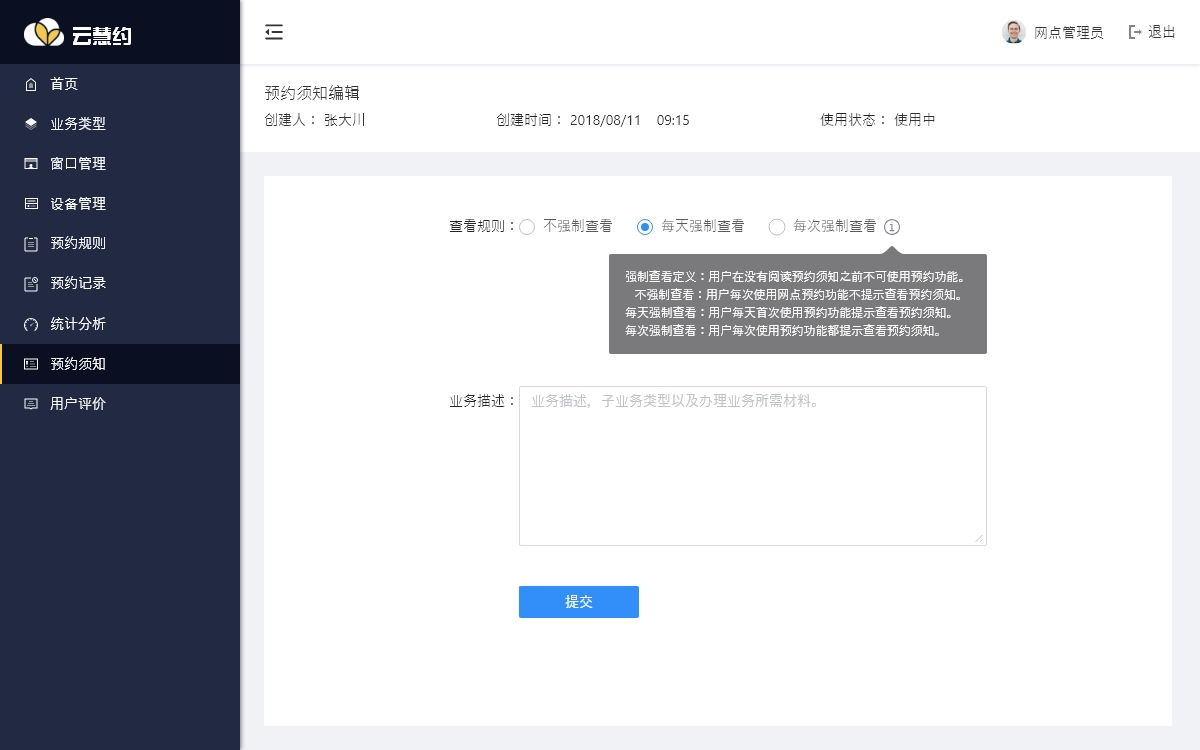 云慧约
网点管理员
退出
首页
业务类型
窗口管理
设备管理
预约规则
预约记录
统计分析
预约须知
用户评价
预约须知编辑
创建人： 张大川
创建时间： 2018/08/11 09:15
使用状态： 使用中
查看规则：
不强制查看
每天强制查看
每次强制查看
强制查看定义：用户在没有阅读预约须知之前不可使用预约功能。
不强制查看：用户每次使用网点预约功能不提示查看预约须知。
每天强制查看：用户每天首次使用预约功能提示查看预约须知。
每次强制查看：用户每次使用预约功能都提示查看预约须知。
业务描述：
业务描述，子业务类型以及办理业务所需材料。
提交